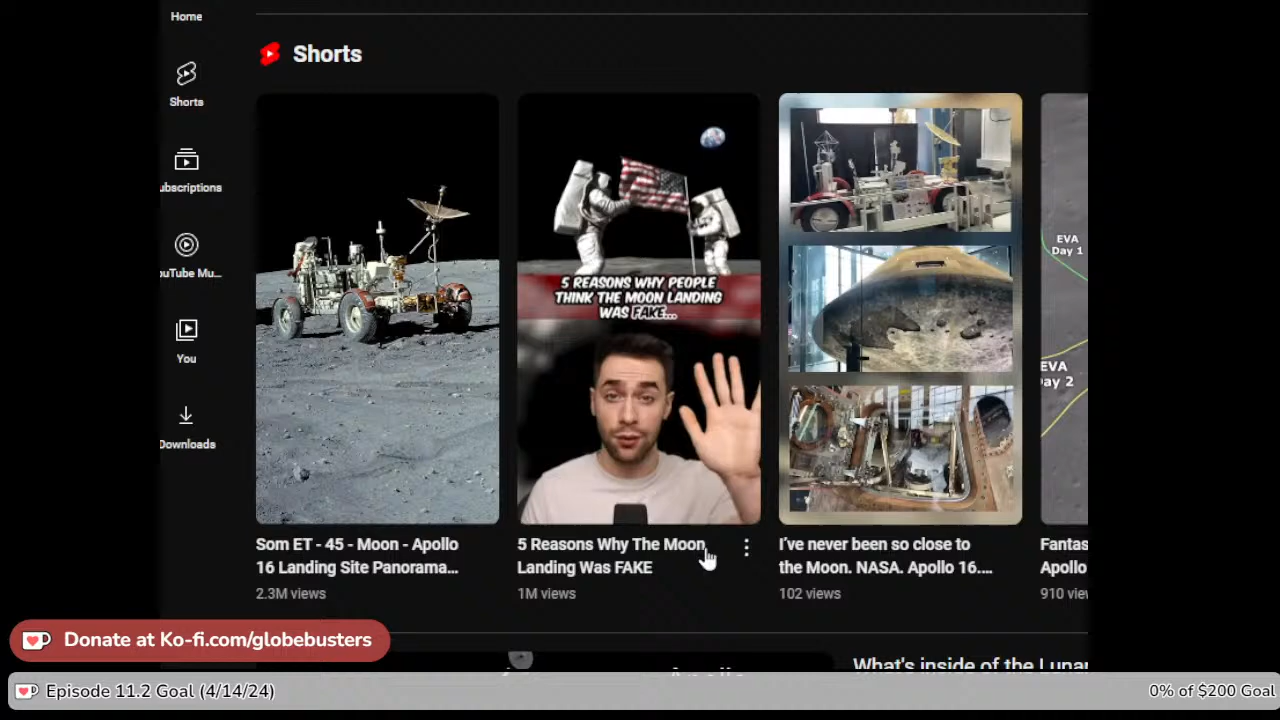 Home
Shorts
Shorts
ubscriptions
ouTube Mu...
You
Downloads
5 REASONS WHY PEOPLE
THINK THE MOON LANDING
WAS FAKE...
EVA
Day 1
EVA
ay 2
Som ET - 45 - Moon - Apollo
16 Landing Site Panorama...
2.3M views
5 Reasons Why The Moon
Landing Was FAKE
1M views
I've never been so close to
the Moon. NASA. Apollo 16....
102 views
Fantas
Apollo
910 view
What's inside of the Lunar
Donate at Ko-fi.com/globebusters
Episode 11.2 Goal (4/14/24)
0% of $200 Goal